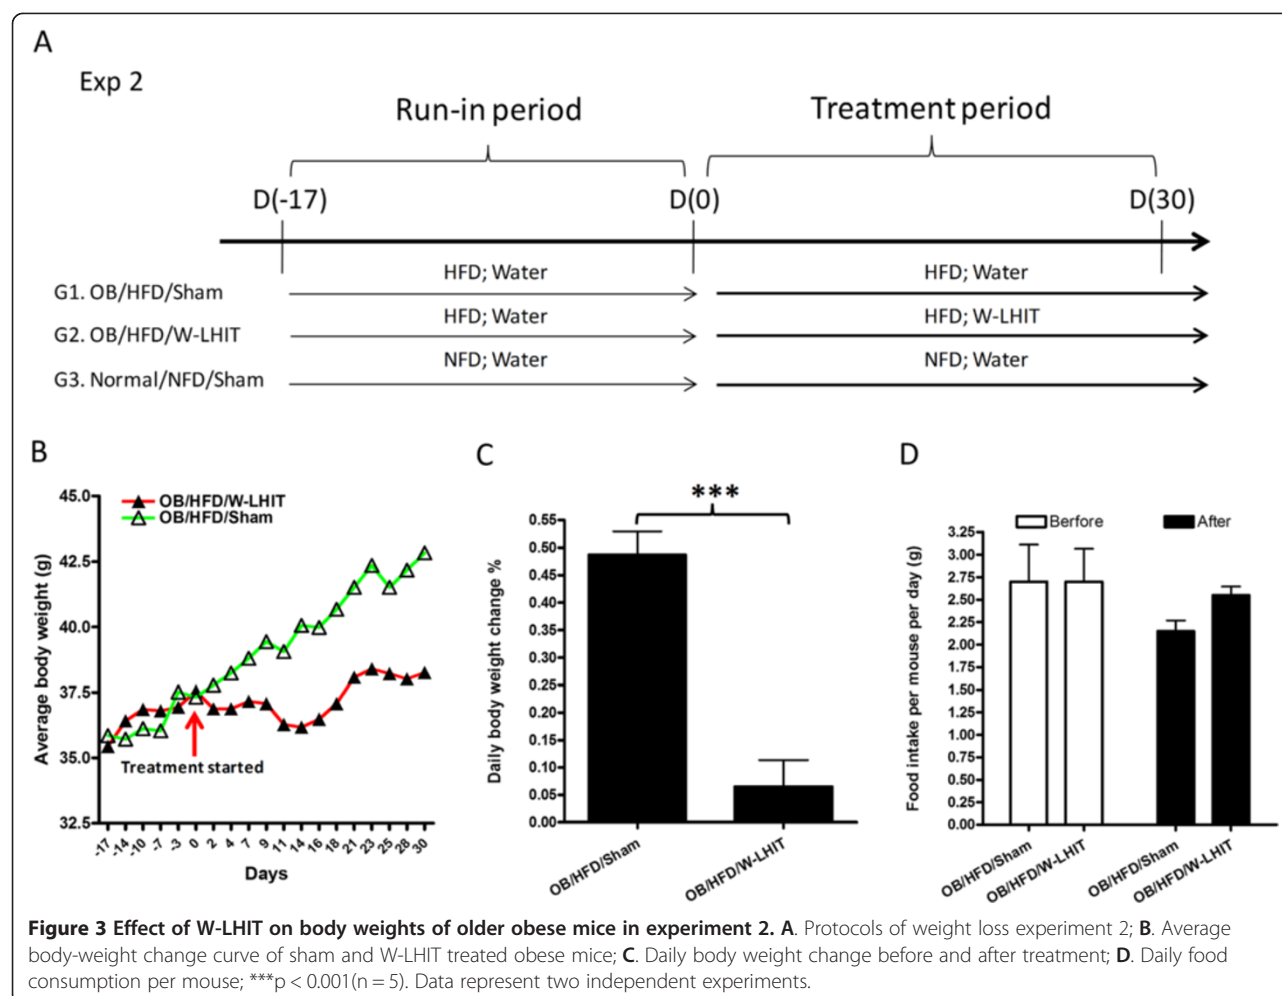 A
Exp 2
Run-in period
Treatment period
D(-17)
D(0)
D(30)
HFD; Water
HFD; Water
G1. OB/HFD/Sham
HFD; Water
HFD; W-LHIT
G2. OB/HFD/W-LHIT
NFD; Water
NFD; Water
G3. Normal/NFD/Sham
B
45.0
42.5
40.0
37.5
35.0
32.5
Average body weight (g)
OB/HFD/W-LHIT
OB/HFD/Sham
Treatment started
-17 -14 -10 -7 -3 0 2 4 7 9 11 14 16 18 21 23 25 28 30
Days
C
***
0.55
0.50
0.45
0.40
0.35
0.30
0.25
0.20
0.15
0.10
0.05
0.00
Daily body weight change %
OB/HFD/Sham
OB/HFD/W-LHIT
D
Berfore
After
3.25
3.00
2.75
2.50
2.25
2.00
1.75
1.50
1.25
1.00
0.75
0.50
0.25
0.00
Food intake per mouse per day (g)
OB/HFD/Sham
OB/HFD/W-LHIT
OB/HFD/Sham
OB/HFD/W-LHIT
Figure 3 Effect of W-LHIT on body weights of older obese mice in experiment 2. A. Protocols of weight loss experiment 2; B. Average
body-weight change curve of sham and W-LHIT treated obese mice; C. Daily body weight change before and after treatment; D. Daily food
consumption per mouse; ***p < 0.001(n = 5). Data represent two independent experiments.